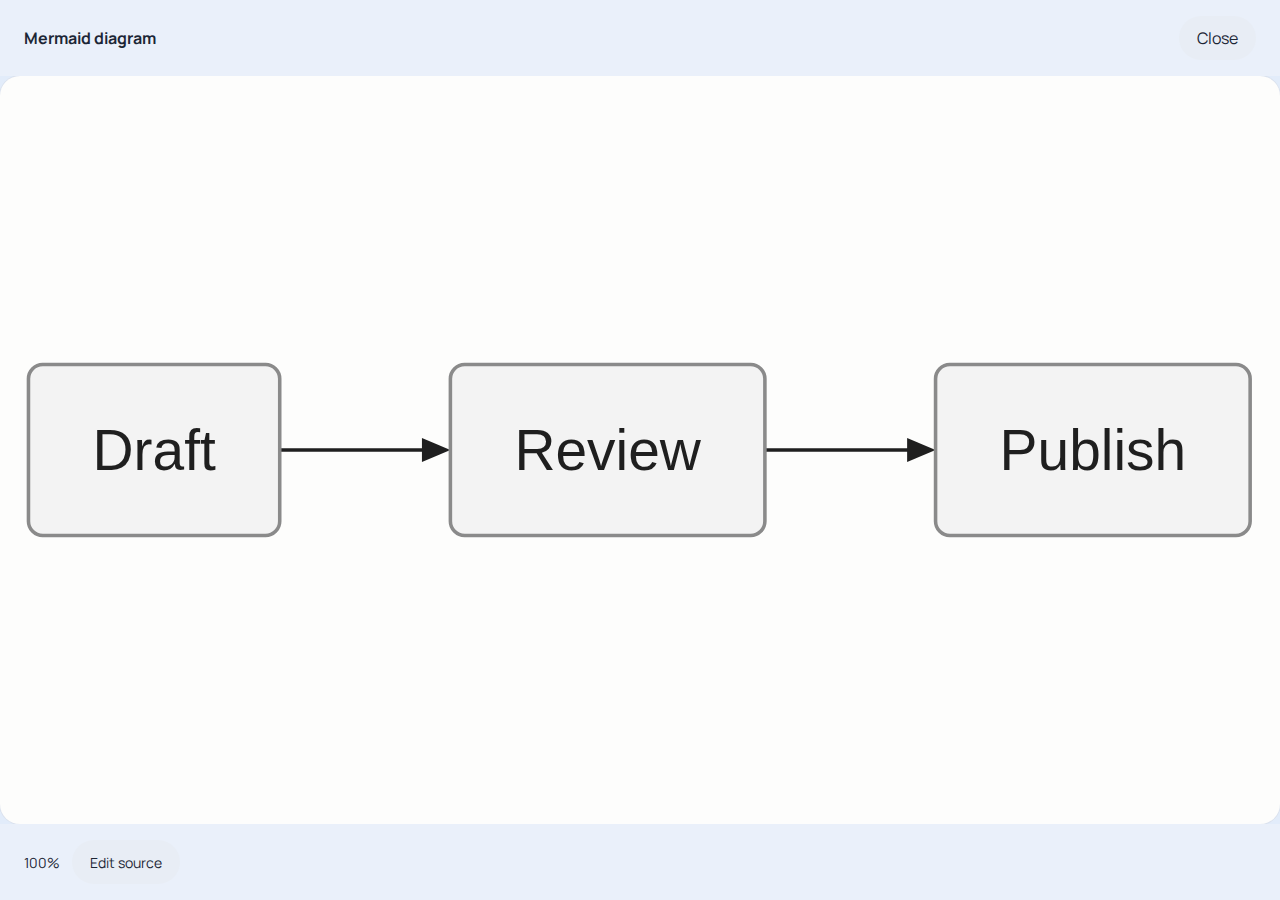 Mermaid diagram
Close
Draft
Review
Publish
100%
Edit source